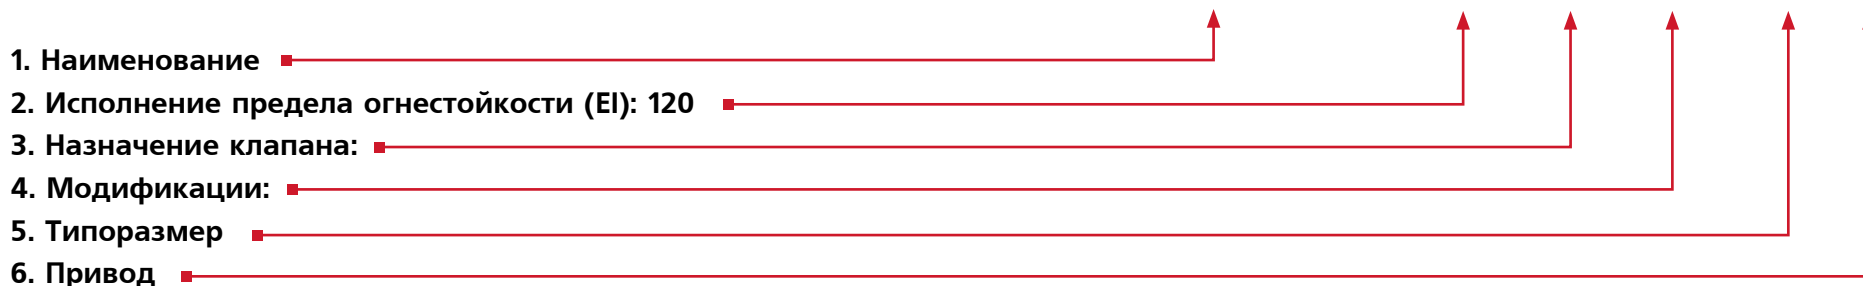 1. Наименование
2. Исполнение предела огнестойкости (EI): 120
3. Назначение клапана:
4. Модификации:
5. Типоразмер
6. Привод